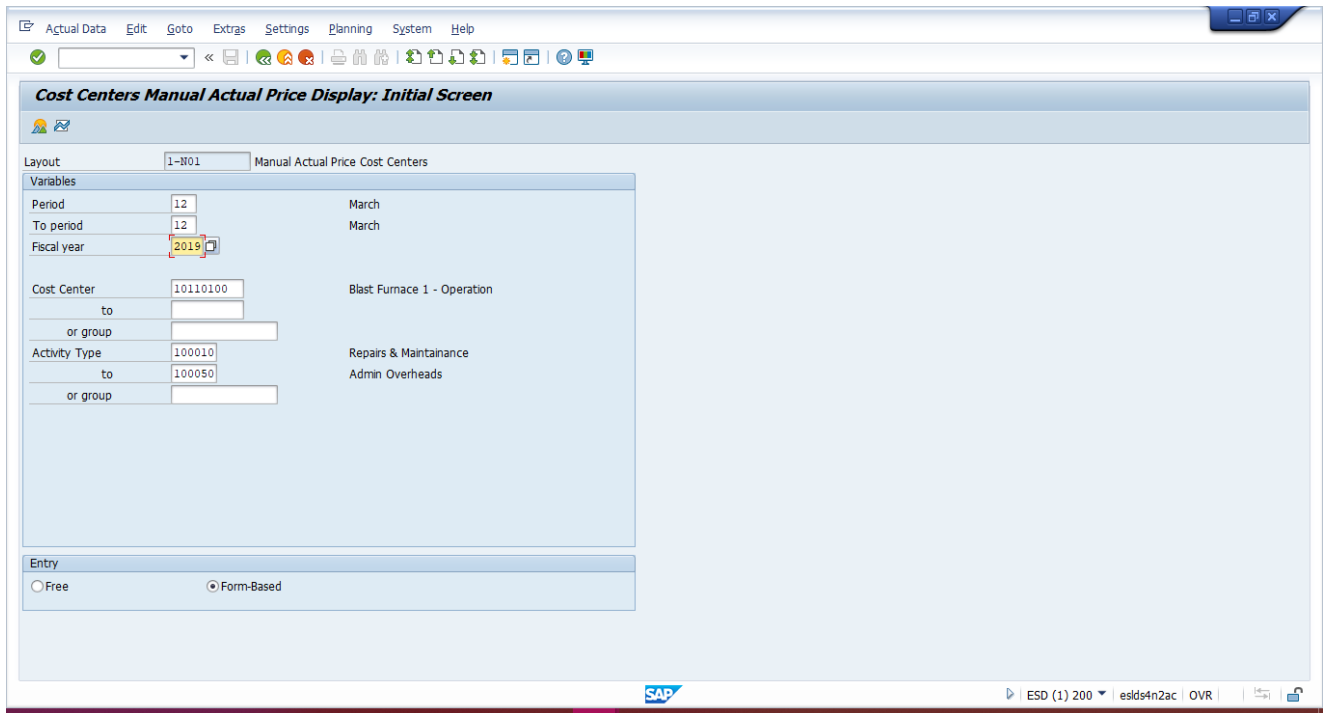 Actual Data Edit Goto Extras Settings Planning System Help
Cost Centers Manual Actual Price Display: Initial Screen
Layout 1-N01 Manual Actual Price Cost Centers
Variables
Period 12 March
To period 12 March
Fiscal year 2019
Cost Center 10110100 Blast Furnace 1 - Operation
to
or group
Activity Type 100010 Repairs & Maintainance
to 100050 Admin Overheads
or group
Entry
Free Form-Based
SAP ESD (1) 200 eslds4n2ac OVR